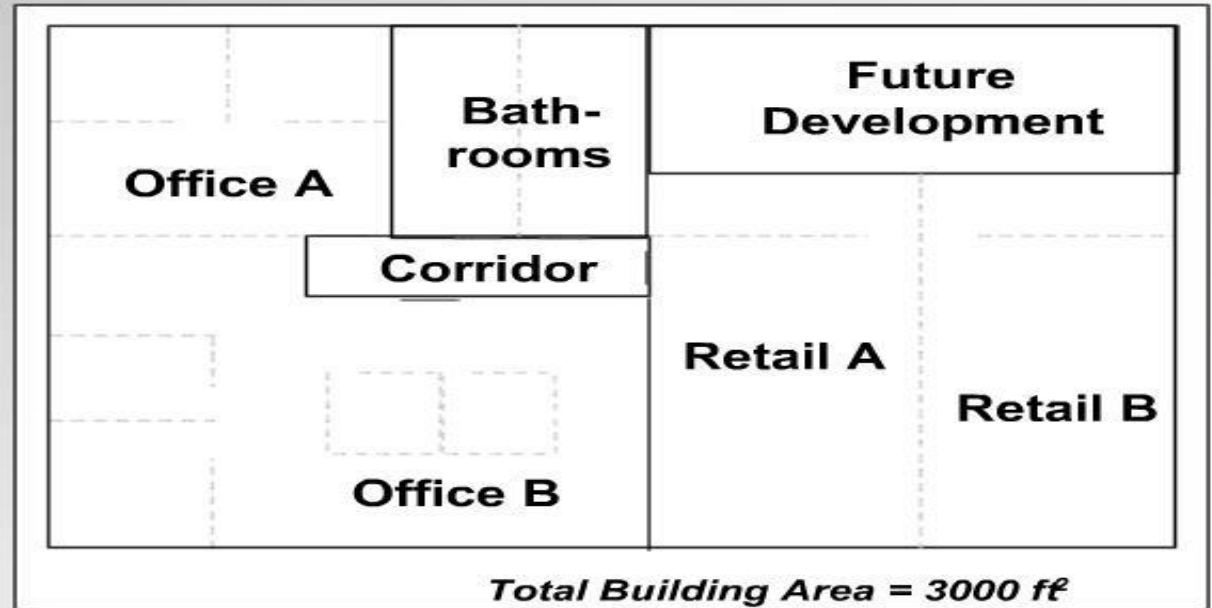 Future
Development
Bath-
rooms
Office A
Corridor
Retail A
Retail B
Office B
Total Building Area = 3000 ft²